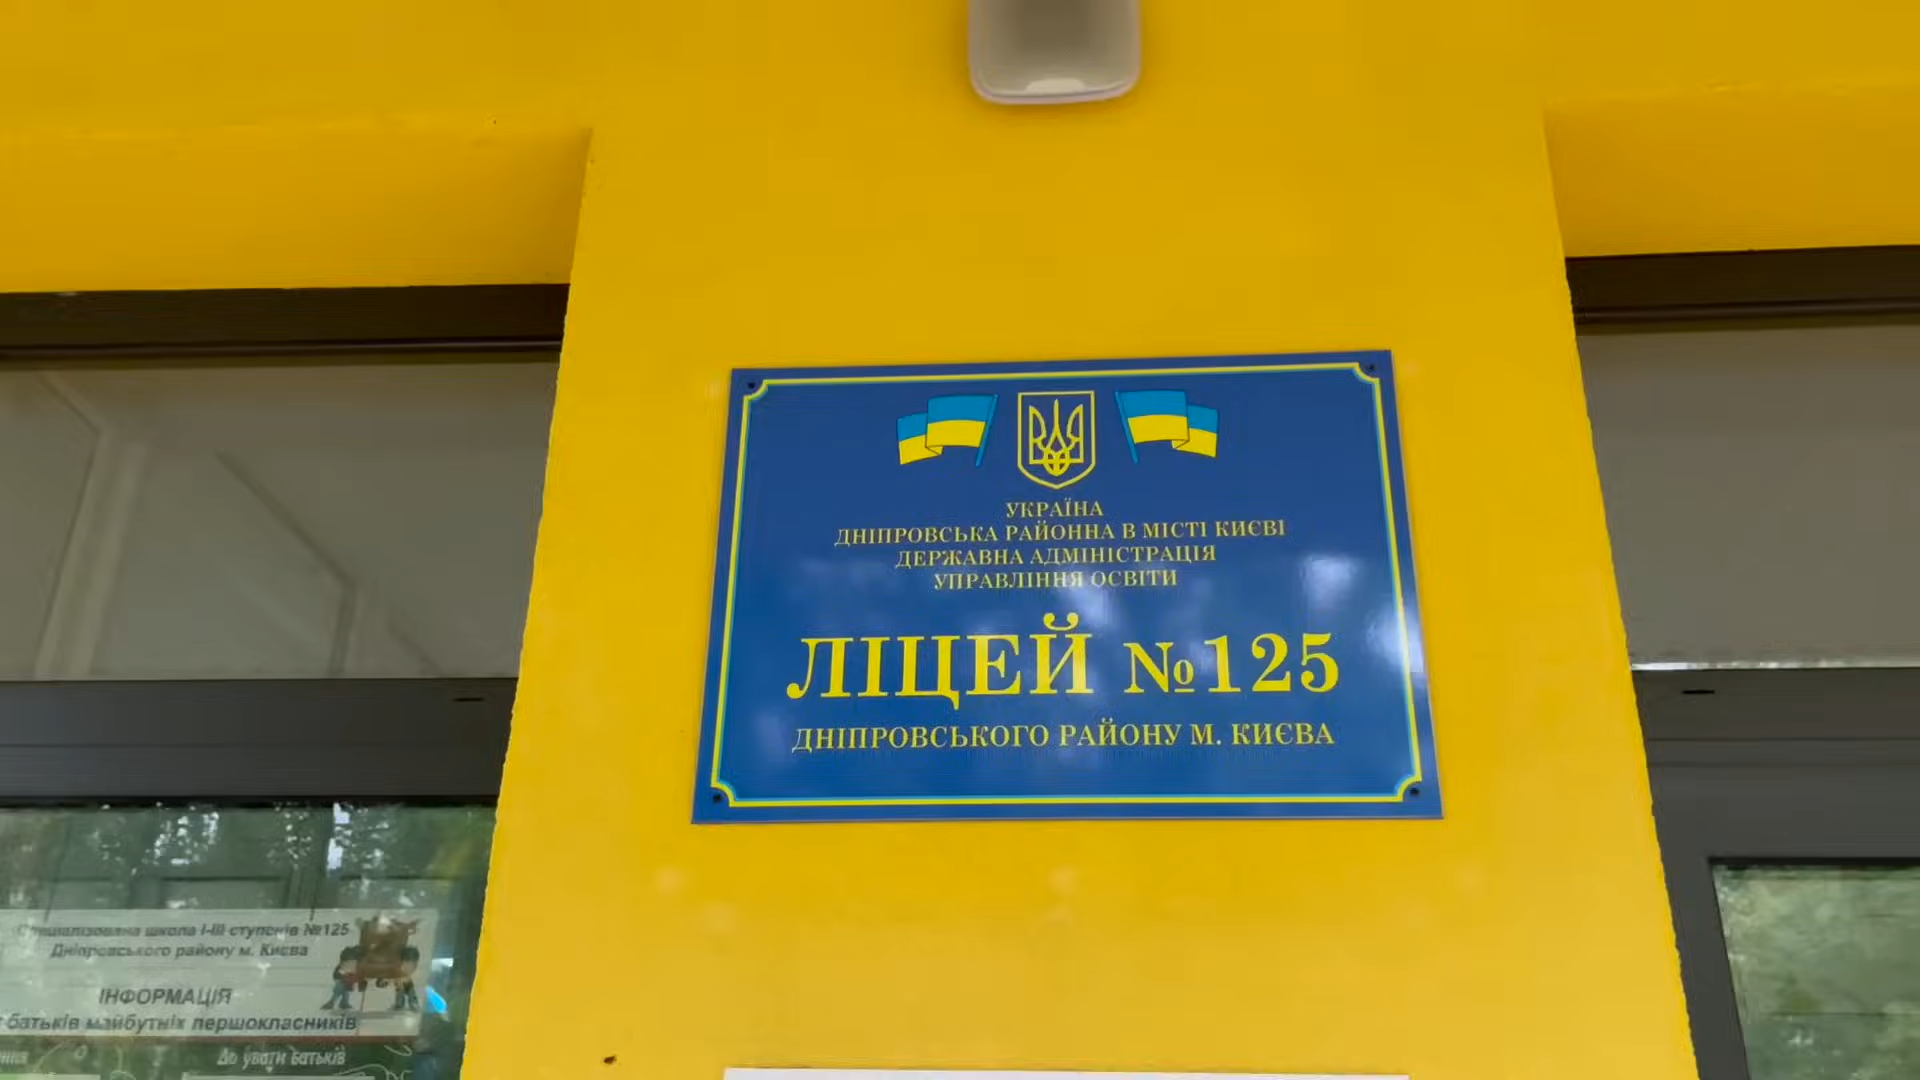 УКРАЇНА
ДНІПРОВСЬКА РАЙОННА В МІСТІ КИЄВІ
ДЕРЖАВНА АДМІНІСТРАЦІЯ
УПРАВЛІННЯ ОСВІТИ
ЛІЦЕЙ №125
ДНІПРОВСЬКОГО РАЙОНУ М. КИЄВА
Спеціалізована школа І-ІІІ ступенів №125
Дніпровського району м. Києва
ІНФОРМАЦІЯ
батьків майбутніх першокласників
До уваги батьків